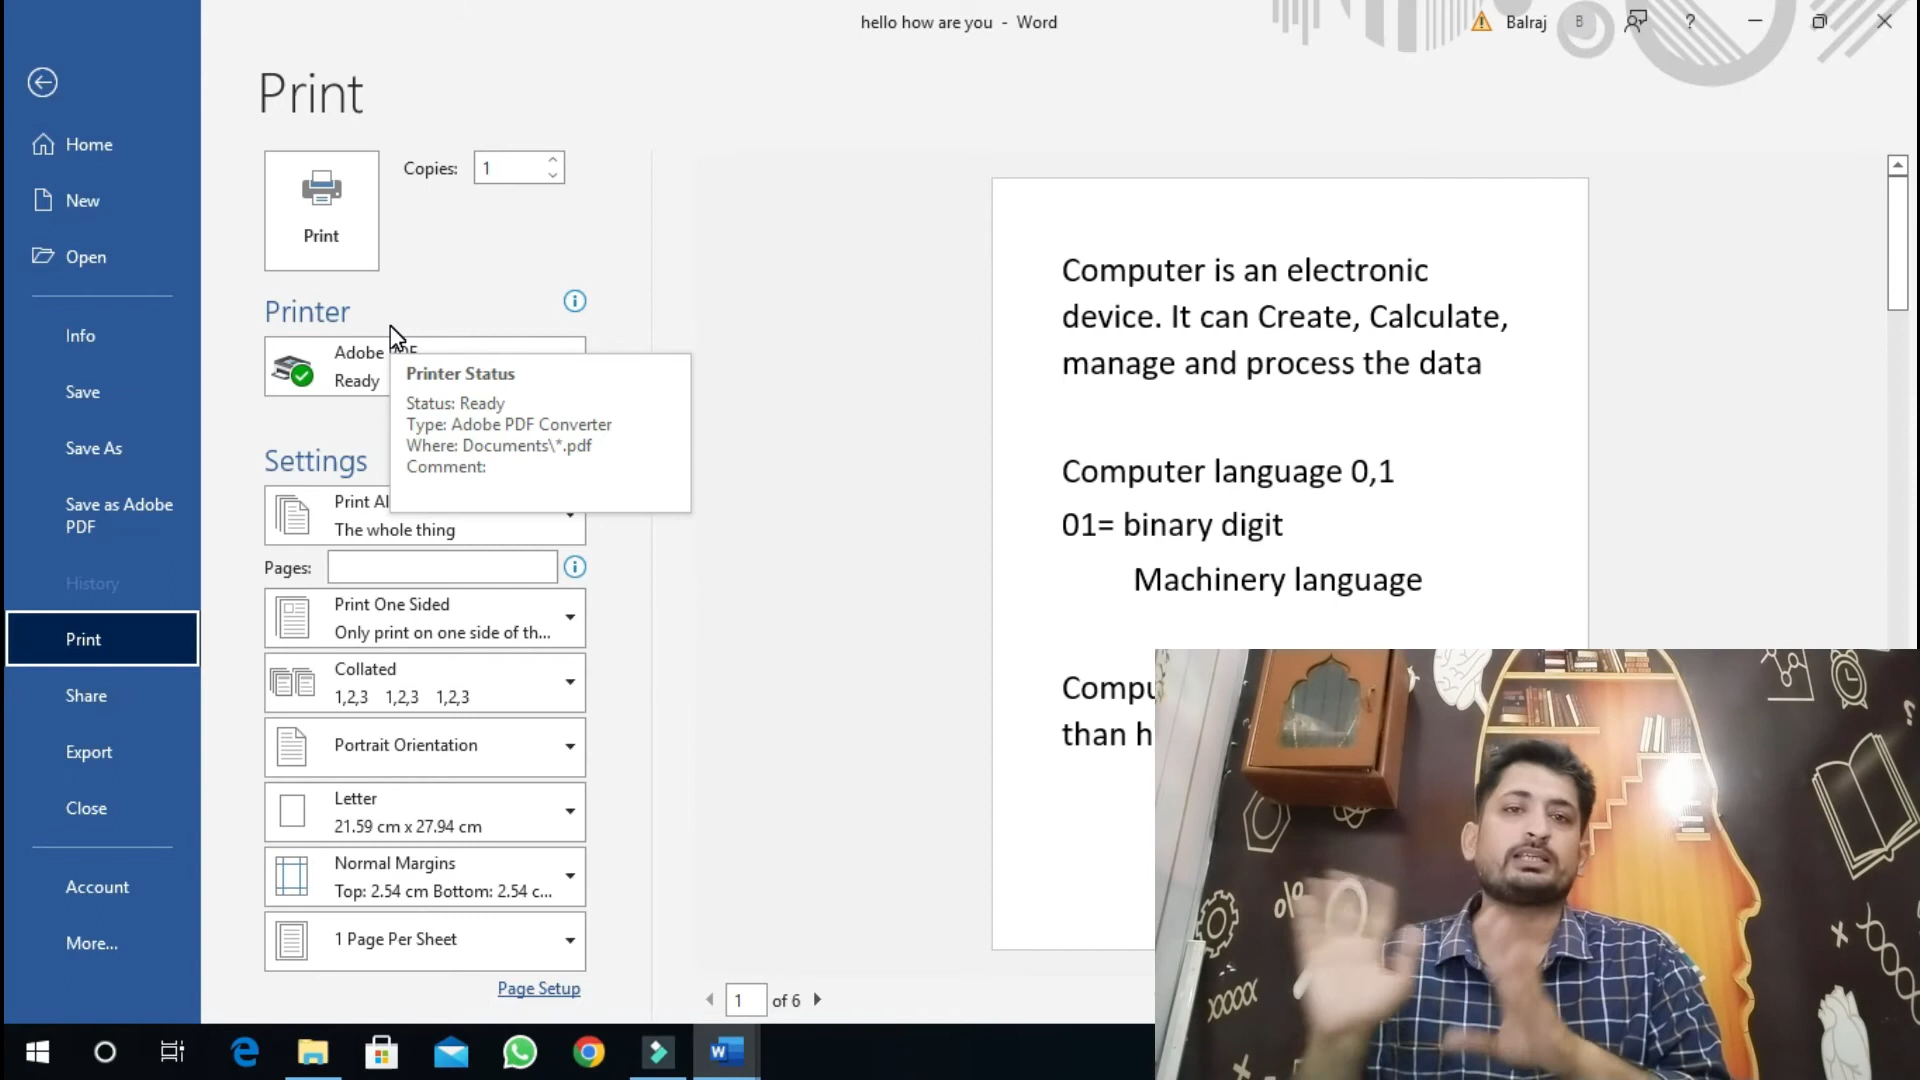 hello how are you - Word
Balraj
B
?
Print
Home
New
Open
Info
Save
Save As
Save as Adobe
PDF
History
Print
Share
Export
Close
Account
More...
Copies: 1
Print
Printer
Adobe PDF
Ready
Printer Status
Status: Ready
Type: Adobe PDF Converter
Where: Documents\*.pdf
Comment:
Settings
Print Al
The whole thing
Pages:
Print One Sided
Only print on one side of th...
Collated
1,2,3 1,2,3 1,2,3
Portrait Orientation
Letter
21.59 cm x 27.94 cm
Normal Margins
Top: 2.54 cm Bottom: 2.54 c...
1 Page Per Sheet
Page Setup
Computer is an electronic
device. It can Create, Calculate,
manage and process the data
Computer language 0,1
01= binary digit
Machinery language
Compu
than h
1 of 6
W
%